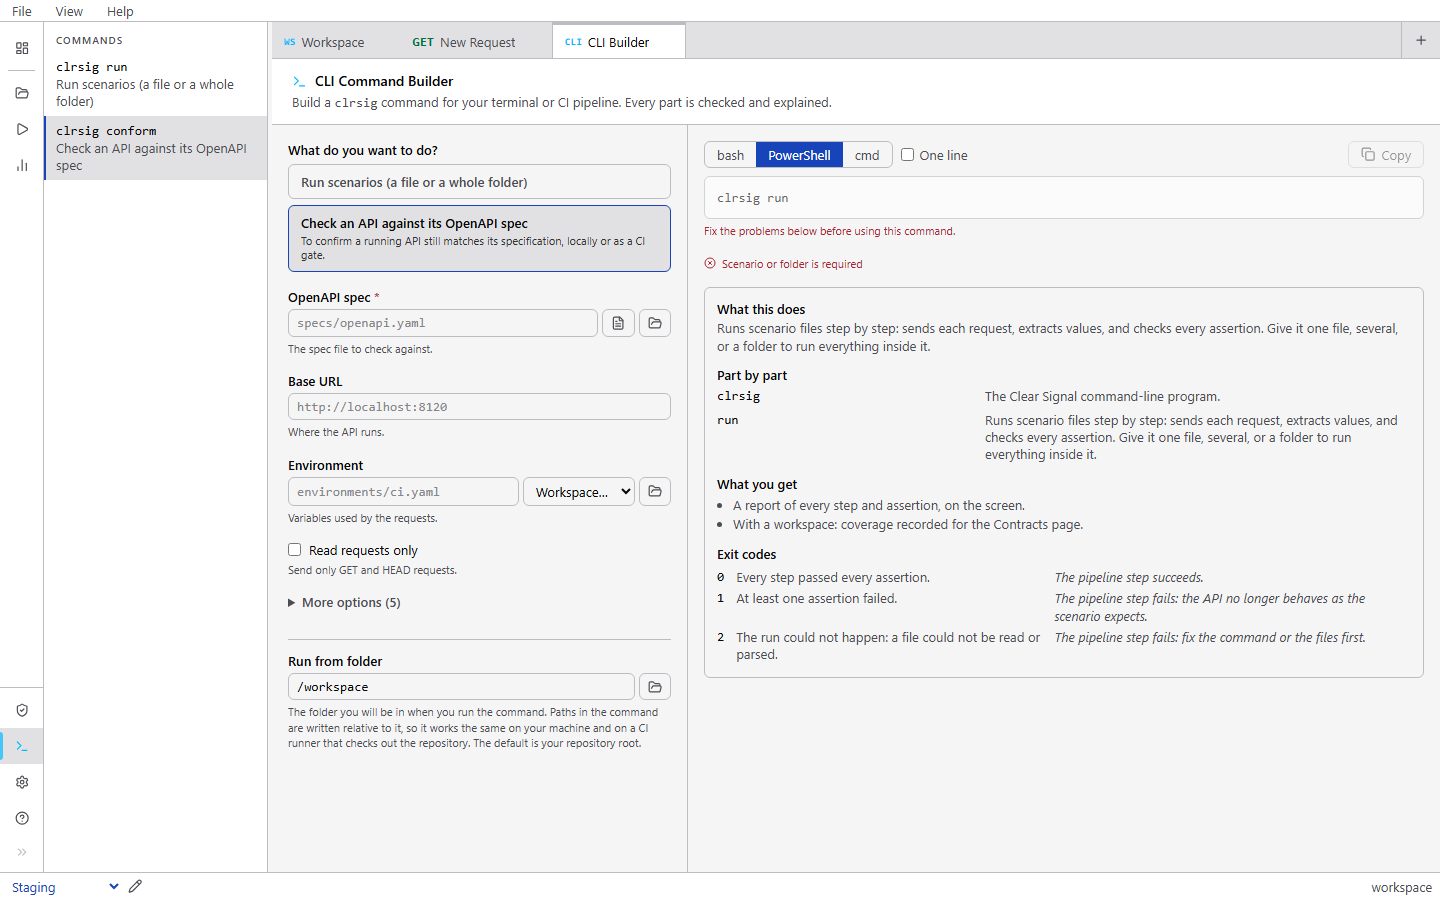 File View Help
COMMANDS
clrsig run
Run scenarios (a file or a whole
folder)
clrsig conform
Check an API against its OpenAPI
spec
WS Workspace
GET New Request
CLI CLI Builder
CLI Command Builder
Build a clrsig command for your terminal or CI pipeline. Every part is checked and explained.
What do you want to do?
Run scenarios (a file or a whole folder)
Check an API against its OpenAPI spec
To confirm a running API still matches its specification, locally or as a CI
gate.
OpenAPI spec *
specs/openapi.yaml
The spec file to check against.
Base URL
http://localhost:8120
Where the API runs.
Environment
environments/ci.yaml
Workspace...
Variables used by the requests.
Read requests only
Send only GET and HEAD requests.
More options (5)
Run from folder
/workspace
The folder you will be in when you run the command. Paths in the command
are written relative to it, so it works the same on your machine and on a CI
runner that checks out the repository. The default is your repository root.
bash PowerShell cmd One line
Copy
clrsig run
Fix the problems below before using this command.
Scenario or folder is required
What this does
Runs scenario files step by step: sends each request, extracts values, and checks every assertion. Give it one file, several,
or a folder to run everything inside it.
Part by part
clrsig The Clear Signal command-line program.
run Runs scenario files step by step: sends each request, extracts values, and
checks every assertion. Give it one file, several, or a folder to run
everything inside it.
What you get
A report of every step and assertion, on the screen.
With a workspace: coverage recorded for the Contracts page.
Exit codes
0 Every step passed every assertion. The pipeline step succeeds.
1 At least one assertion failed. The pipeline step fails: the API no longer behaves as the
scenario expects.
2 The run could not happen: a file could not be read or The pipeline step fails: fix the command or the files first.
parsed.
Staging
workspace